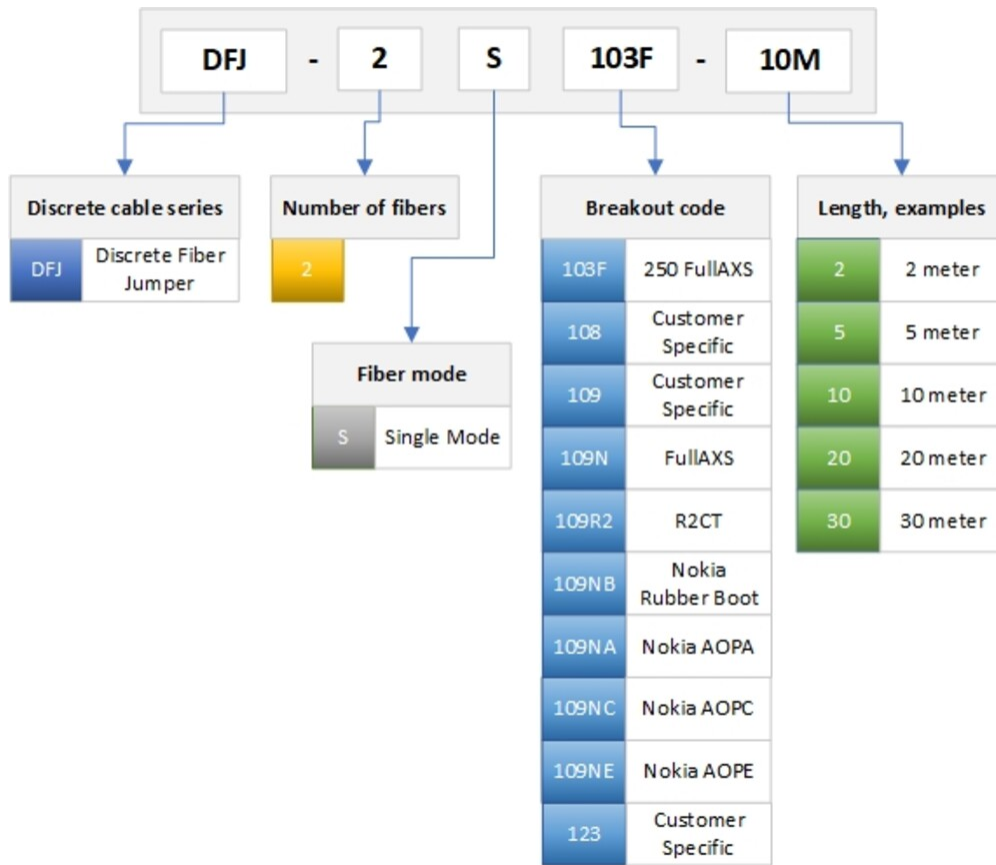 DFJ - 2 S 103F - 10M
Discrete cable series
DFJ Discrete Fiber
Jumper
Number of fibers
2
Fiber mode
S Single Mode
Breakout code
103F 250 FullAXS
108 Customer
Specific
109 Customer
Specific
109N FullAXS
109R2 R2CT
109NB Nokia
Rubber Boot
109NA Nokia AOPA
109NC Nokia AOPC
109NE Nokia AOPE
123 Customer
Specific
Length, examples
2 2 meter
5 5 meter
10 10 meter
20 20 meter
30 30 meter